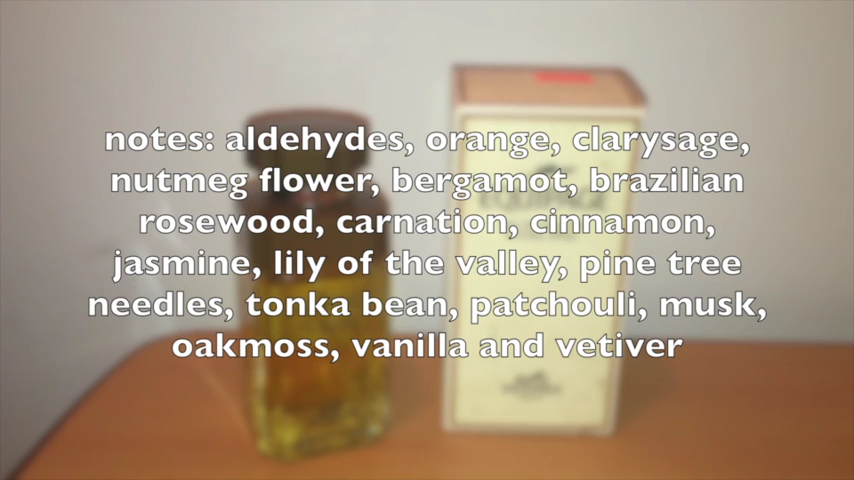 notes: aldehydes, orange, clarysage,
nutmeg flower, bergamot, brazilian
rosewood, carnation, cinnamon,
jasmine, lily of the valley, pine tree
needles, tonka bean, patchouli, musk,
oakmoss, vanilla and vetiver